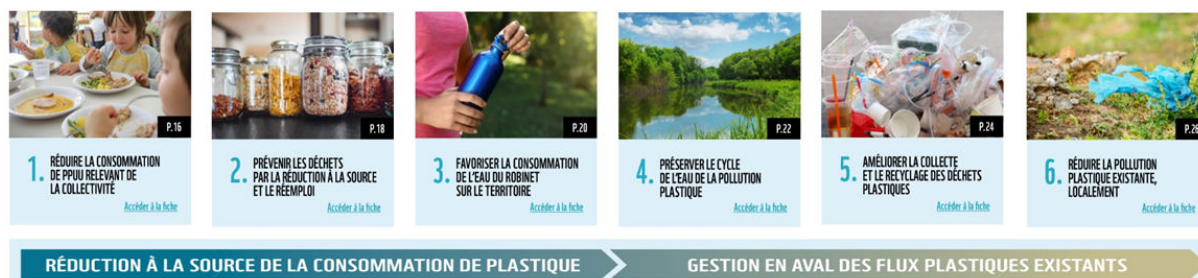 P.16
1. RÉDUIRE LA CONSOMMATION
DE PPUU RELEVANT DE
LA COLLECTIVITÉ
Accéder à la fiche
P.18
2. PRÉVENIR LES DÉCHETS
PAR LA RÉDUCTION À LA SOURCE
ET LE RÉEMPLOI
Accéder à la fiche
P.20
3. FAVORISER LA CONSOMMATION
DE L'EAU DU ROBINET
SUR LE TERRITOIRE
Accéder à la fiche
P.22
4. PRÉSERVER LE CYCLE
DE L'EAU DE LA POLLUTION
PLASTIQUE
Accéder à la fiche
P.24
5. AMÉLIORER LA COLLECTE
ET LE RECYCLAGE DES DÉCHETS
PLASTIQUES
Accéder à la fiche
P.26
6. RÉDUIRE LA POLLUTION
PLASTIQUE EXISTANTE,
LOCALEMENT
Accéder à la fiche
RÉDUCTION À LA SOURCE DE LA CONSOMMATION DE PLASTIQUE
GESTION EN AVAL DES FLUX PLASTIQUES EXISTANTS